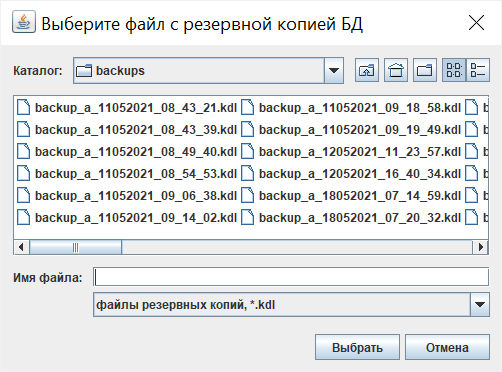 Выберите файл с резервной копией БД
Каталог: backups
backup_a_11052021_08_43_21.kdl backup_a_11052021_09_18_58.kdl
backup_a_11052021_08_43_39.kdl backup_a_11052021_09_19_49.kdl
backup_a_11052021_08_49_40.kdl backup_a_12052021_11_23_57.kdl
backup_a_11052021_08_54_53.kdl backup_a_12052021_16_40_34.kdl
backup_a_11052021_09_06_38.kdl backup_a_18052021_07_14_59.kdl
backup_a_11052021_09_14_02.kdl backup_a_18052021_07_20_32.kdl
Имя файла:
файлы резервных копий, *.kdl
Выбрать Отмена